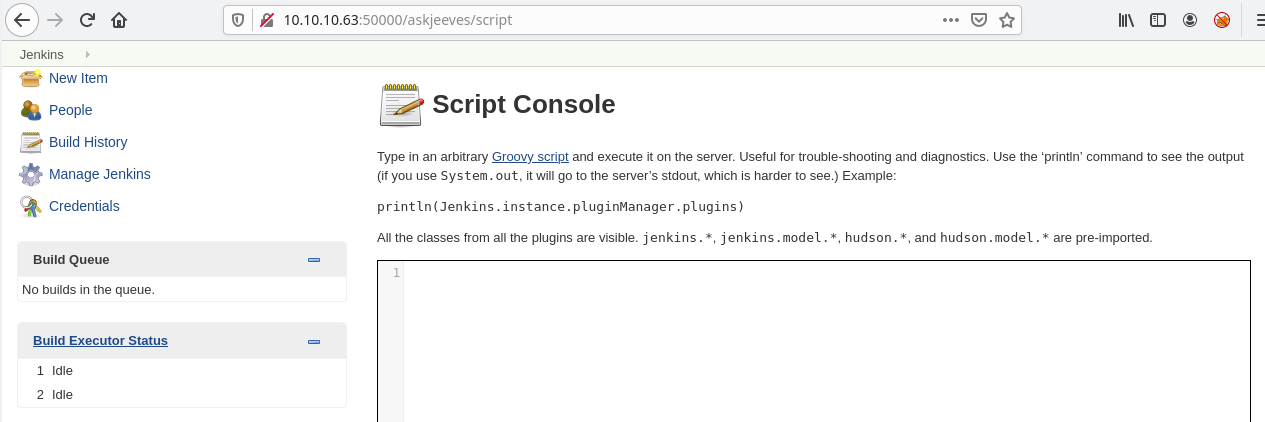 10.10.10.63:50000/askjeeves/script
Jenkins
New Item
People
Build History
Manage Jenkins
Credentials
Build Queue
No builds in the queue.
Build Executor Status
1 Idle
2 Idle
Script Console
Type in an arbitrary Groovy script and execute it on the server. Useful for trouble-shooting and diagnostics. Use the ‘println’ command to see the output
(if you use System.out, it will go to the server’s stdout, which is harder to see.) Example:
println(Jenkins.instance.pluginManager.plugins)
All the classes from all the plugins are visible. jenkins.*, jenkins.model.*, hudson.*, and hudson.model.* are pre-imported.
1